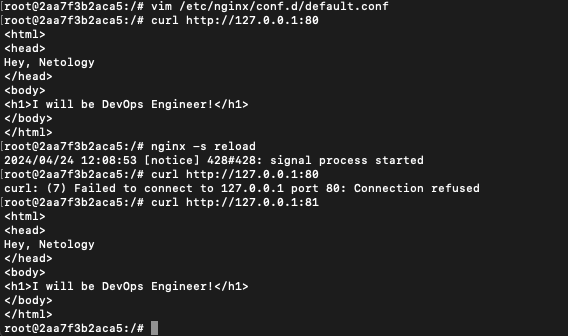 [root@2aa7f3b2aca5:/# vim /etc/nginx/conf.d/default.conf
[root@2aa7f3b2aca5:/# curl http://127.0.0.1:80
<html>
<head>
Hey, Netology
</head>
<body>
<h1>I will be DevOps Engineer!</h1>
</body>
</html>
[root@2aa7f3b2aca5:/# nginx -s reload
2024/04/24 12:08:53 [notice] 428#428: signal process started
[root@2aa7f3b2aca5:/# curl http://127.0.0.1:80
curl: (7) Failed to connect to 127.0.0.1 port 80: Connection refused
[root@2aa7f3b2aca5:/# curl http://127.0.0.1:81
<html>
<head>
Hey, Netology
</head>
<body>
<h1>I will be DevOps Engineer!</h1>
</body>
</html>
root@2aa7f3b2aca5:/#